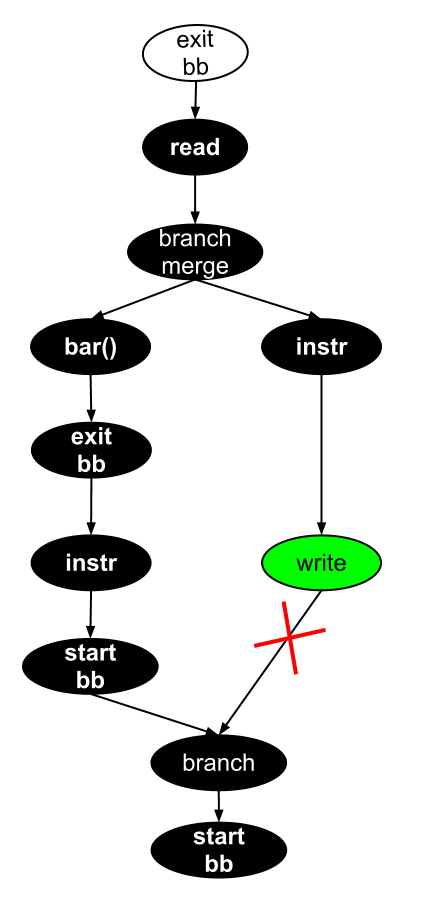 exit
bb
read
branch
merge
bar()
instr
exit
bb
instr
write
start
bb
branch
start
bb